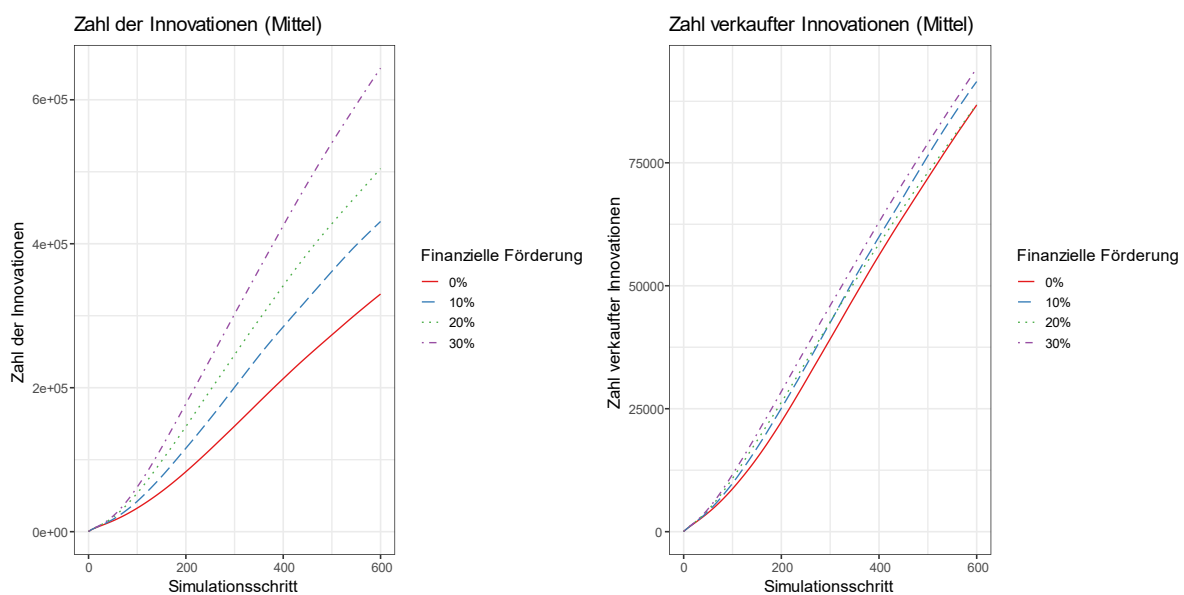 Zahl der Innovationen (Mittel)
Zahl der Innovationen
6e+05
4e+05
2e+05
0e+00
0
200
400
600
Simulationsschritt
Finanzielle Förderung
0%
10%
20%
30%
Zahl verkaufter Innovationen (Mittel)
Zahl verkaufter Innovationen
75000
50000
25000
0
0
200
400
600
Simulationsschritt
Finanzielle Förderung
0%
10%
20%
30%